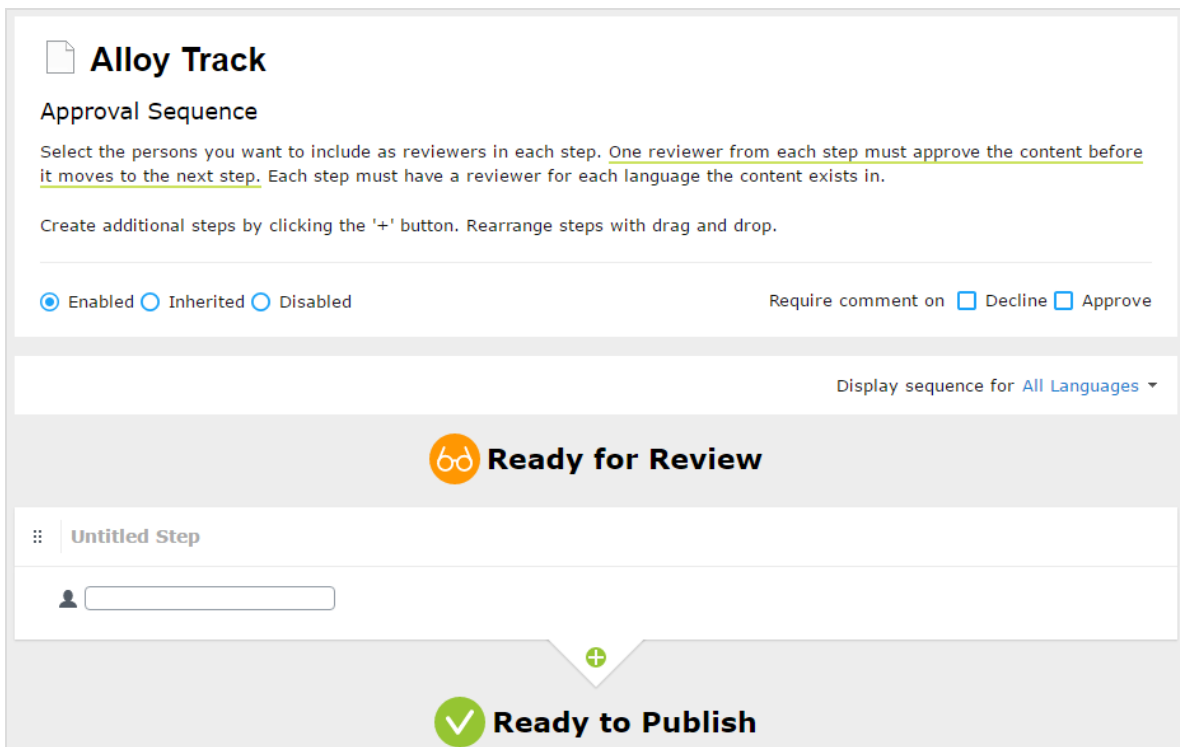 Alloy Track
Approval Sequence
Select the persons you want to include as reviewers in each step. One reviewer from each step must approve the content before
it moves to the next step. Each step must have a reviewer for each language the content exists in.
Create additional steps by clicking the '+' button. Rearrange steps with drag and drop.
Enabled Inherited Disabled Require comment on Decline Approve
Display sequence for All Languages
Ready for Review
Untitled Step
Ready to Publish